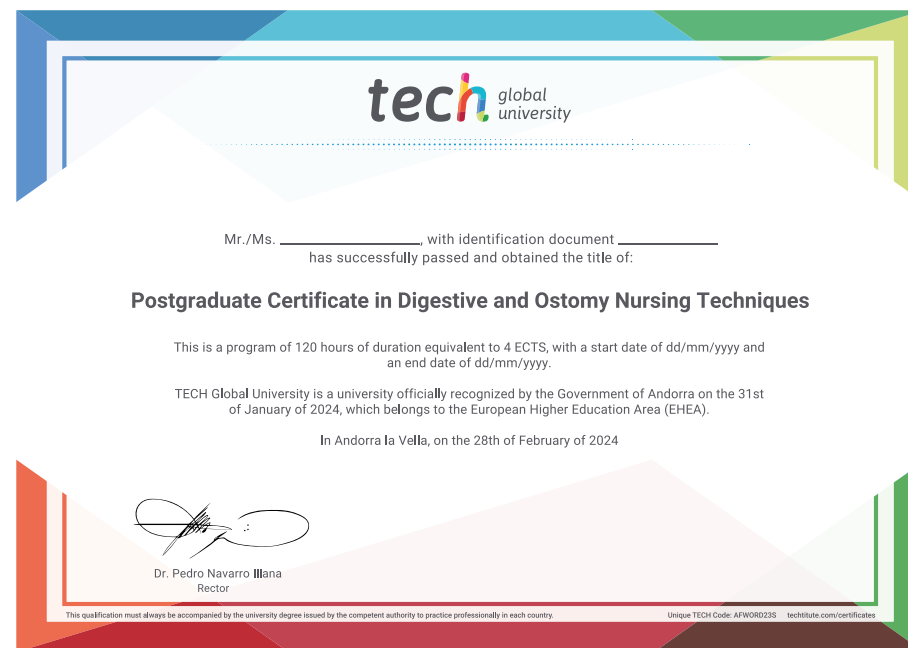 tech global
university
Mr./Ms. ____________, with identification document ____________
has successfully passed and obtained the title of:
Postgraduate Certificate in Digestive and Ostomy Nursing Techniques
This is a program of 120 hours of duration equivalent to 4 ECTS, with a start date of dd/mm/yyyy and
an end date of dd/mm/yyyy.
TECH Global University is a university officially recognized by the Government of Andorra on the 31st
of January of 2024, which belongs to the European Higher Education Area (EHEA).
In Andorra la Vella, on the 28th of February of 2024
Dr. Pedro Navarro Illana
Rector
This qualification must always be accompanied by the university degree issued by the competent authority to practice professionally in each country. Unique TECH Code: AFWORD23S techtitute.com/certificates